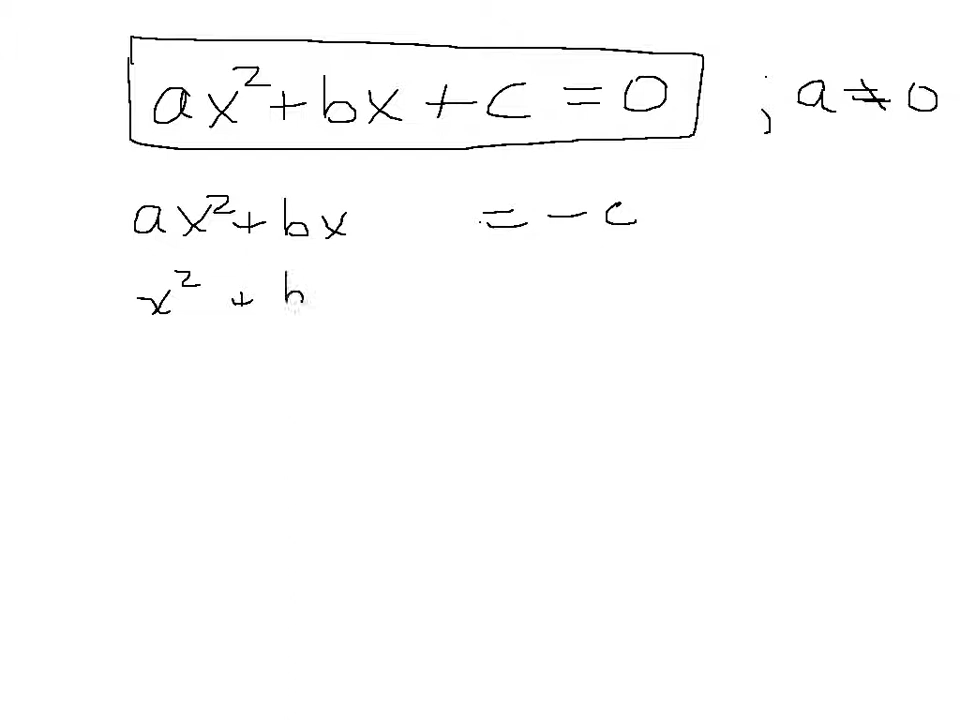 ax²+bx+c=0 ; a≠0
ax²+bx =-c
x² + b